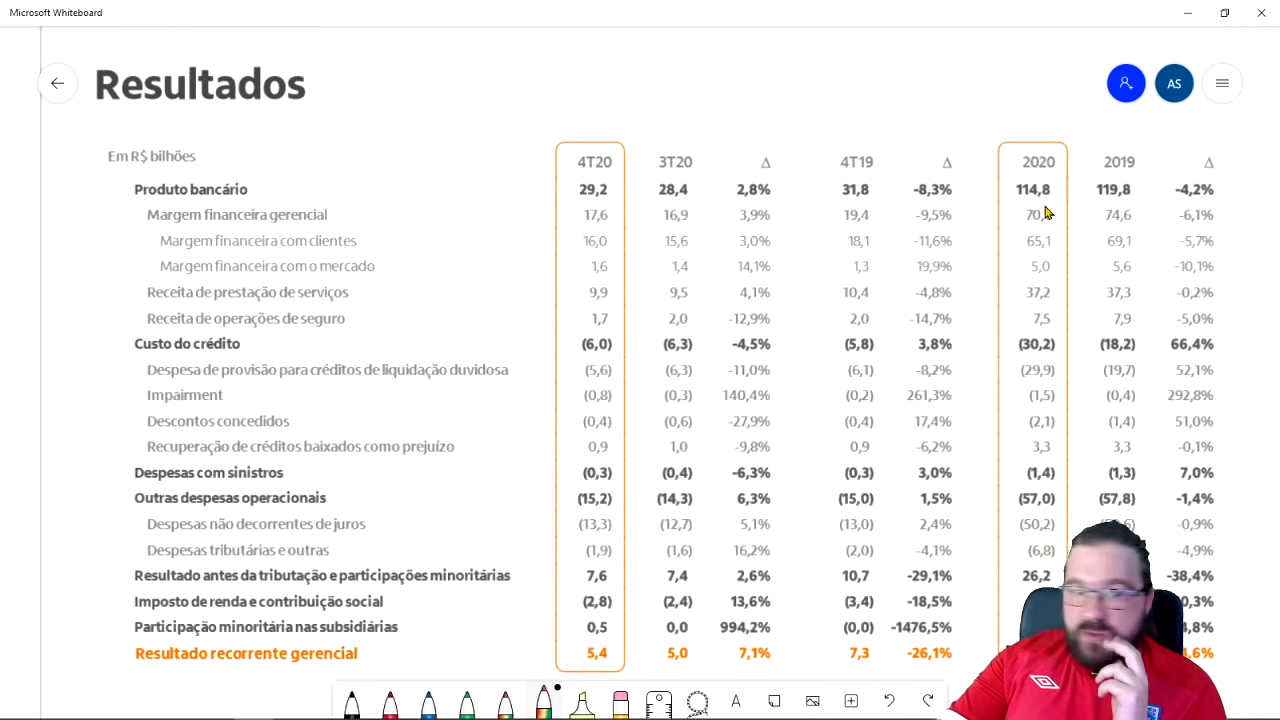 Microsoft Whiteboard
Resultados
AS
Em R$ bilhões 4T20 3T20 Δ 4T19 Δ 2020 2019 Δ
Produto bancário 29,2 28,4 2,8% 31,8 -8,3% 114,8 119,8 -4,2%
Margem financeira gerencial 17,6 16,9 3,9% 19,4 -9,5% 74,6 -6,1%
Margem financeira com clientes 16,0 15,6 3,0% 18,1 -11,6% 65,1 69,1 -5,7%
Margem financeira com o mercado 1,6 1,4 14,1% 1,3 19,9% 5,0 5,6 -10,1%
Receita de prestação de serviços 9,9 9,5 4,1% 10,4 -4,8% 37,2 37,3 -0,2%
Receita de operações de seguro 1,7 2,0 -12,9% 2,0 -14,7% 7,5 7,9 -5,0%
Custo do crédito (6,0) (6,3) -4,5% (5,8) 3,8% (30,2) (18,2) 66,4%
Despesa de provisão para créditos de liquidação duvidosa (5,6) (6,3) -11,0% (6,1) -8,2% (29,9) (19,7) 52,1%
Impairment (0,8) (0,3) 140,4% (0,2) 261,3% (1,5) (0,4) 292,8%
Descontos concedidos (0,4) (0,6) -27,9% (0,4) 17,4% (2,1) (1,4) 51,0%
Recuperação de créditos baixados como prejuízo 0,9 1,0 -9,8% 0,9 -6,2% 3,3 3,3 -0,1%
Despesas com sinistros (0,3) (0,4) -6,3% (0,3) 3,0% (1,4) (1,3) 7,0%
Outras despesas operacionais (15,2) (14,3) 6,3% (15,0) 1,5% (57,0) (57,8) -1,4%
Despesas não decorrentes de juros (13,3) (12,7) 5,1% (13,0) 2,4% (50,2) -0,9%
Despesas tributárias e outras (1,9) (1,6) 16,2% (2,0) -4,1% (6,8) -4,9%
Resultado antes da tributação e participações minoritárias 7,6 7,4 2,6% 10,7 -29,1% 26,2 -38,4%
Imposto de renda e contribuição social (2,8) (2,4) 13,6% (3,4) -18,5%
Participação minoritária nas subsidiárias 0,5 0,0 994,2% (0,0) -1476,5%
Resultado recorrente gerencial 5,4 5,0 7,1% 7,3 -26,1%
A